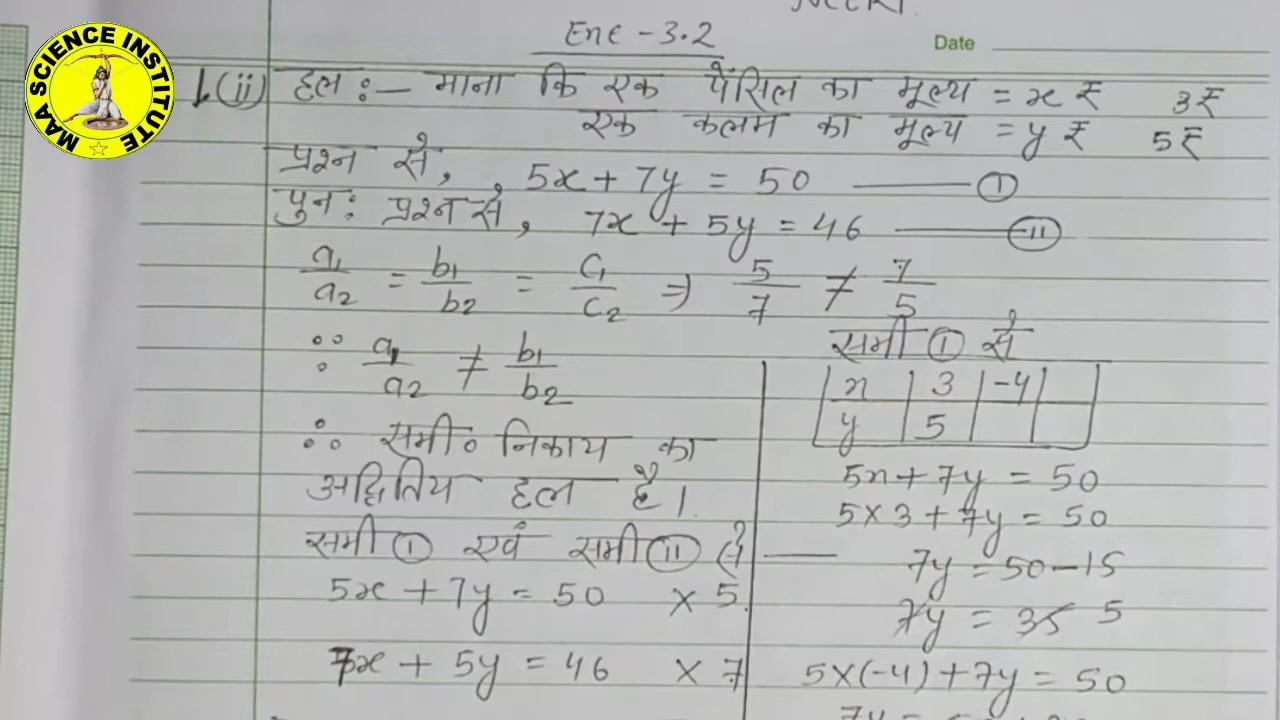 MAA SCIENCE INSTITUTE
Exe - 3.2
Date
1.(ii) हल :- माना कि एक पेंसिल का मूल्य = x ₹ 3₹
एक कलम का मूल्य = y ₹ 5₹
प्रश्न से, 5x + 7y = 50 ——— (I)
पुनः प्रश्न से, 7x + 5y = 46 ——— (II)
a1/a2 = b1/b2 = C1/C2 ⇒ 5/7 ≠ 7/5
∵ a1/a2 ≠ b1/b2
∴ समी० निकाय का
अद्वितिय हल है।
समी (I) एवं समी (II) से ——
5x + 7y = 50 × 5
7x + 5y = 46 × 7
समी (I) से
x 3 -4
y 5
5x + 7y = 50
5 × 3 + 7y = 50
7y = 50 - 15
7y = 35 5
5×(-4) + 7y = 50